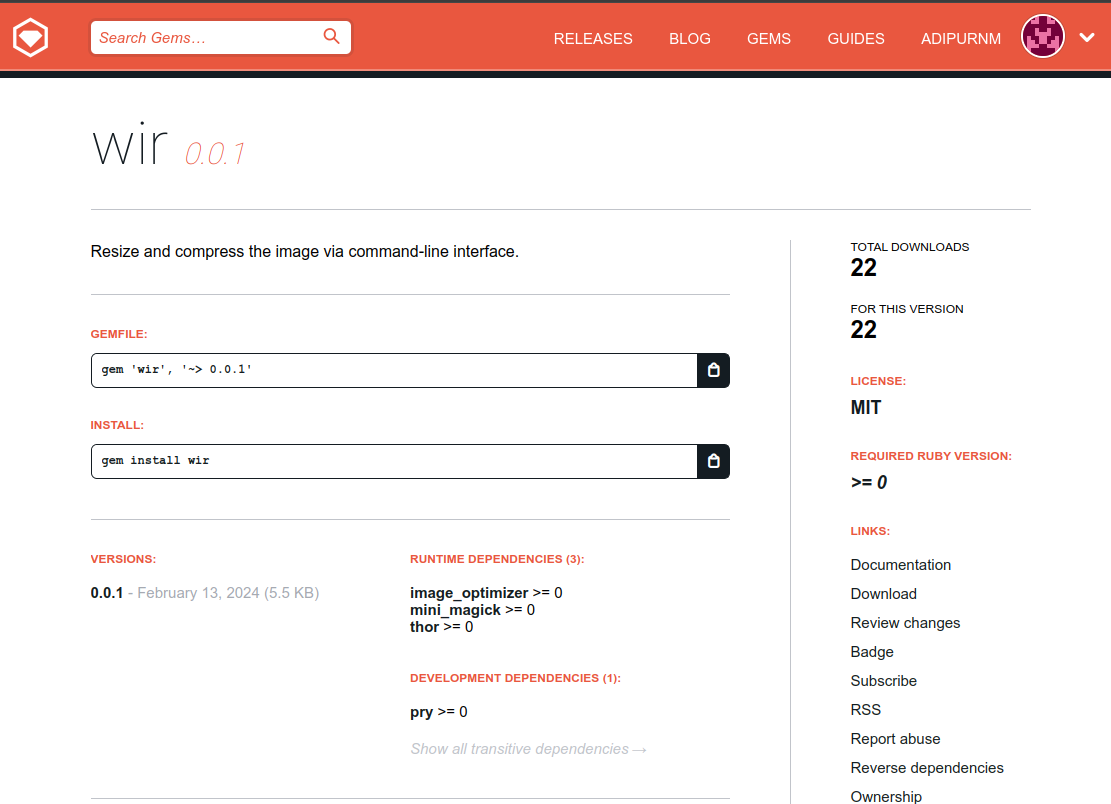 Search Gems…
RELEASES BLOG GEMS GUIDES ADIPURNM
wir 0.0.1
Resize and compress the image via command-line interface.
GEMFILE:
gem 'wir', '~> 0.0.1'
INSTALL:
gem install wir
VERSIONS:
0.0.1 - February 13, 2024 (5.5 KB)
RUNTIME DEPENDENCIES (3):
image_optimizer >= 0
mini_magick >= 0
thor >= 0
DEVELOPMENT DEPENDENCIES (1):
pry >= 0
Show all transitive dependencies →
TOTAL DOWNLOADS
22
FOR THIS VERSION
22
LICENSE:
MIT
REQUIRED RUBY VERSION:
>= 0
LINKS:
Documentation
Download
Review changes
Badge
Subscribe
RSS
Report abuse
Reverse dependencies
Ownership